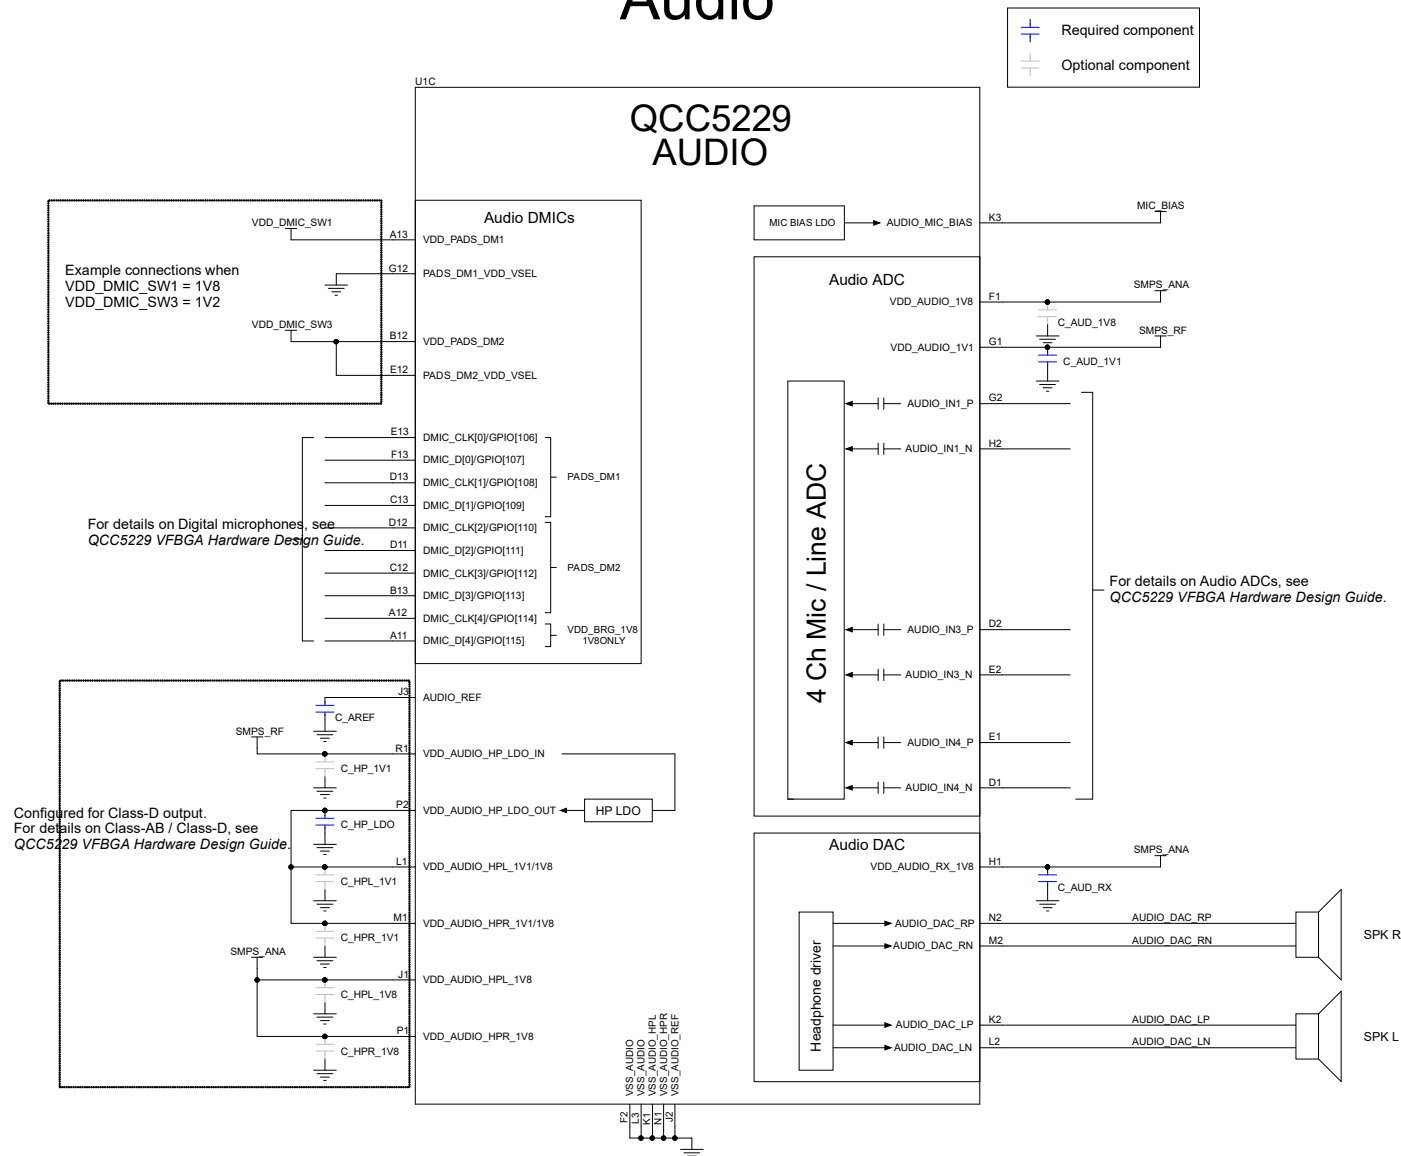 Audio
Required component
Optional component
U1C
QCC5229
AUDIO
VDD_DMIC_SW1
Example connections when
VDD_DMIC_SW1 = 1V8
VDD_DMIC_SW3 = 1V2
VDD_DMIC_SW3
Audio DMICs
A13 VDD_PADS_DM1
G12 PADS_DM1_VDD_VSEL
B12 VDD_PADS_DM2
E12 PADS_DM2_VDD_VSEL
E13 DMIC_CLK[0]/GPIO[106]
F13 DMIC_D[0]/GPIO[107]
D13 DMIC_CLK[1]/GPIO[108]
C13 DMIC_D[1]/GPIO[109]
PADS_DM1
D12 DMIC_CLK[2]/GPIO[110]
D11 DMIC_D[2]/GPIO[111]
C12 DMIC_CLK[3]/GPIO[112]
B13 DMIC_D[3]/GPIO[113]
PADS_DM2
A12 DMIC_CLK[4]/GPIO[114]
A11 DMIC_D[4]/GPIO[115]
VDD_BRG_1V8
1V8ONLY
For details on Digital microphones, see
QCC5229 VFBGA Hardware Design Guide.
J3 AUDIO_REF
C_AREF
SMPS_RF
R1 VDD_AUDIO_HP_LDO_IN
C_HP_1V1
P2 VDD_AUDIO_HP_LDO_OUT
HP LDO
C_HP_LDO
Configured for Class-D output.
For details on Class-AB / Class-D, see
QCC5229 VFBGA Hardware Design Guide.
L1 VDD_AUDIO_HPL_1V1/1V8
C_HPL_1V1
M1 VDD_AUDIO_HPR_1V1/1V8
C_HPR_1V1
SMPS_ANA
J1 VDD_AUDIO_HPL_1V8
C_HPL_1V8
P1 VDD_AUDIO_HPR_1V8
C_HPR_1V8
VSS_AUDIO
VSS_AUDIO
VSS_AUDIO_HPL
VSS_AUDIO_HPR
VSS_AUDIO_REF
F2
L3
K1
N1
J2
MIC BIAS LDO
AUDIO_MIC_BIAS K3
MIC_BIAS
Audio ADC
VDD_AUDIO_1V8 F1
SMPS_ANA
C_AUD_1V8
VDD_AUDIO_1V1 G1
SMPS_RF
C_AUD_1V1
4 Ch Mic / Line ADC
AUDIO_IN1_P G2
AUDIO_IN1_N H2
AUDIO_IN3_P D2
AUDIO_IN3_N E2
AUDIO_IN4_P E1
AUDIO_IN4_N D1
For details on Audio ADCs, see
QCC5229 VFBGA Hardware Design Guide.
Audio DAC
VDD_AUDIO_RX_1V8 H1
SMPS_ANA
C_AUD_RX
Headphone driver
AUDIO_DAC_RP N2 AUDIO_DAC_RP
AUDIO_DAC_RN M2 AUDIO_DAC_RN
SPK R
AUDIO_DAC_LP K2 AUDIO_DAC_LP
AUDIO_DAC_LN L2 AUDIO_DAC_LN
SPK L